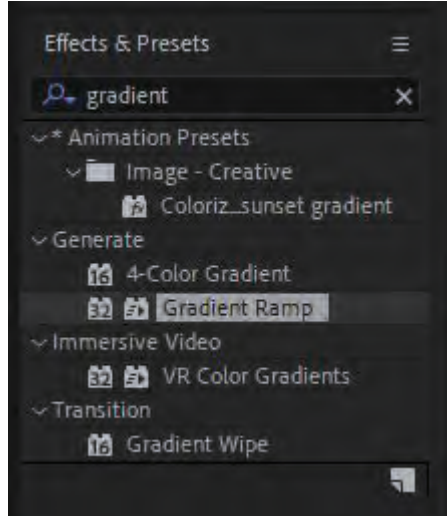 Effects & Presets
gradient
* Animation Presets
Image - Creative
Coloriz...sunset gradient
Generate
16 4-Color Gradient
32 Gradient Ramp
Immersive Video
32 VR Color Gradients
Transition
16 Gradient Wipe